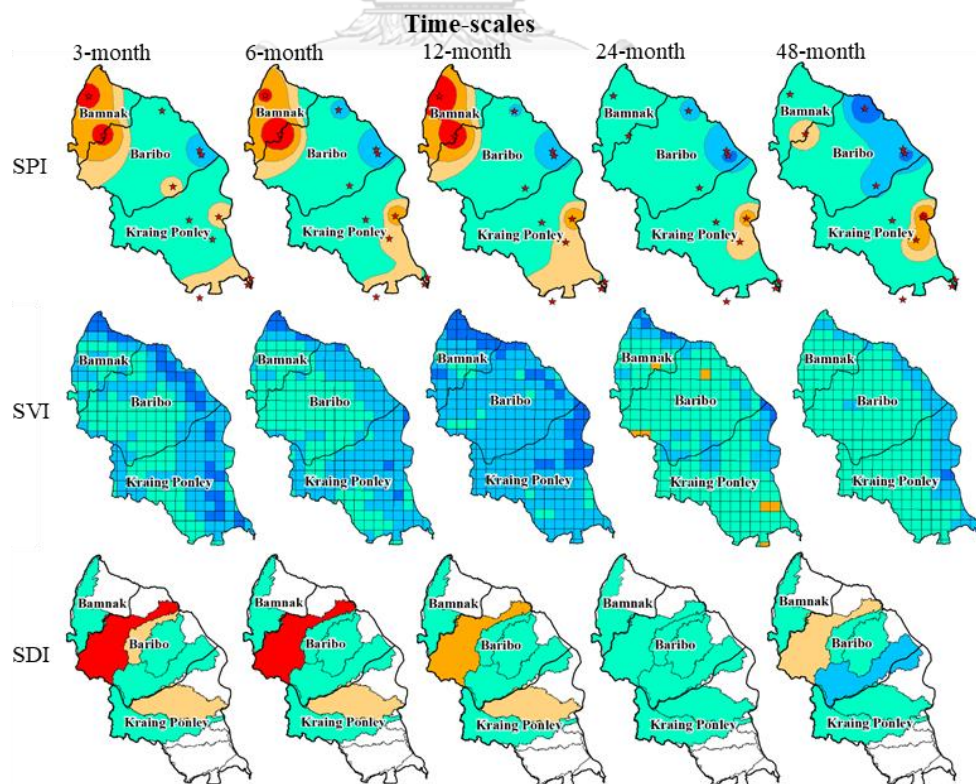 Time-scales
3-month 6-month 12-month 24-month 48-month
SPI
Bamnak Bamnak Bamnak Bamnak Bamnak
Baribo Baribo Baribo Baribo Baribo
Kraing Ponley Kraing Ponley Kraing Ponley Kraing Ponley Kraing Ponley
SVI
Bamnak Bamnak Bamnak Bamnak Bamnak
Baribo Baribo Baribo Baribo Baribo
Kraing Ponley Kraing Ponley Kraing Ponley Kraing Ponley Kraing Ponley
SDI
Bamnak Bamnak Bamnak Bamnak Bamnak
Baribo Baribo Baribo Baribo Baribo
Kraing Ponley Kraing Ponley Kraing Ponley Kraing Ponley Kraing Ponley